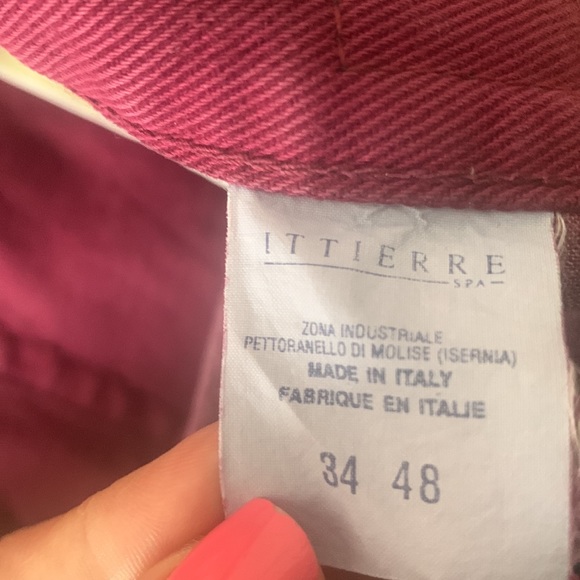 ITTIERRE
SPA
ZONA INDUSTRIALE
PETTORANELLO DI MOLISE (ISERNIA)
MADE IN ITALY
FABRIQUE EN ITALIE
34 48